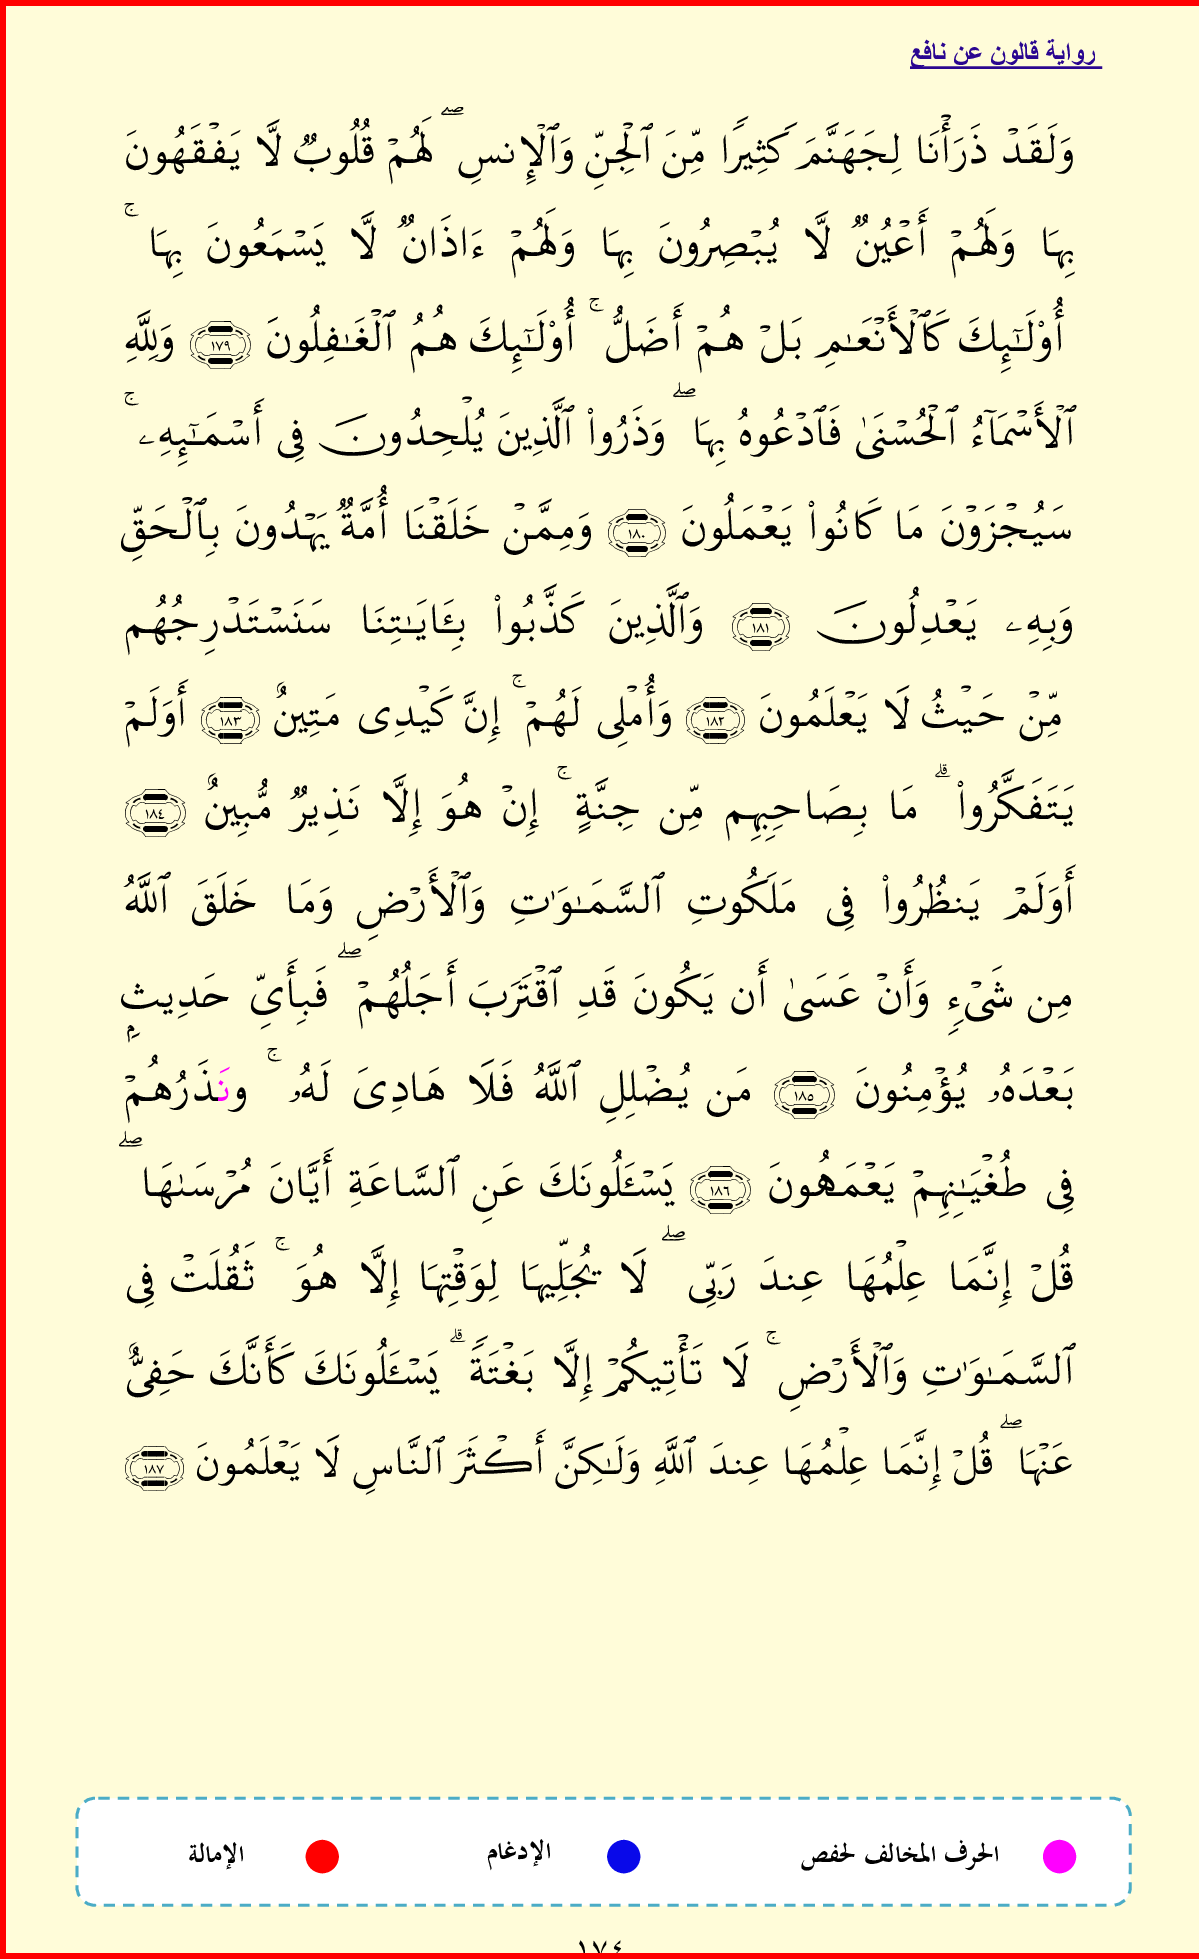 رواية قالون عن نافع
وَلَقَدۡ ذَرَأۡنَا لِجَهَنَّمَ كَثِيرٗا مِّنَ ٱلۡجِنِّ وَٱلۡإِنسِۖ لَهُمۡ قُلُوبٞ لَّا يَفۡقَهُونَ
بِهَا وَلَهُمۡ أَعۡيُنٞ لَّا يُبۡصِرُونَ بِهَا وَلَهُمۡ ءَاذَانٞ لَّا يَسۡمَعُونَ بِهَاۚ
أُوْلَٰٓئِكَ كَٱلۡأَنۡعَٰمِ بَلۡ هُمۡ أَضَلُّۚ أُوْلَٰٓئِكَ هُمُ ٱلۡغَٰفِلُونَ ١٧٩ وَلِلَّهِ
ٱلۡأَسۡمَآءُ ٱلۡحُسۡنَىٰ فَٱدۡعُوهُ بِهَاۖ وَذَرُواْ ٱلَّذِينَ يُلۡحِدُونَ فِي أَسۡمَٰٓئِهِۦۚ
سَيُجۡزَوۡنَ مَا كَانُواْ يَعۡمَلُونَ ١٨٠ وَمِمَّنۡ خَلَقۡنَا أُمَّةٞ يَهۡدُونَ بِٱلۡحَقِّ
وَبِهِۦ يَعۡدِلُونَ ١٨١ وَٱلَّذِينَ كَذَّبُواْ بِـَٔايَٰتِنَا سَنَسۡتَدۡرِجُهُم
مِّنۡ حَيۡثُ لَا يَعۡلَمُونَ ١٨٢ وَأُمۡلِي لَهُمۡۚ إِنَّ كَيۡدِي مَتِينٌ ١٨٣ أَوَلَمۡ
يَتَفَكَّرُواْۗ مَا بِصَاحِبِهِم مِّن جِنَّةٍۚ إِنۡ هُوَ إِلَّا نَذِيرٞ مُّبِينٌ ١٨٤
أَوَلَمۡ يَنظُرُواْ فِي مَلَكُوتِ ٱلسَّمَٰوَٰتِ وَٱلۡأَرۡضِ وَمَا خَلَقَ ٱللَّهُ
مِن شَيۡءٖ وَأَنۡ عَسَىٰ أَن يَكُونَ قَدِ ٱقۡتَرَبَ أَجَلُهُمۡۖ فَبِأَيِّ حَدِيثِۭ
بَعۡدَهُۥ يُؤۡمِنُونَ ١٨٥ مَن يُضۡلِلِ ٱللَّهُ فَلَا هَادِيَ لَهُۥۚ ونَذَرُهُمۡ
فِي طُغۡيَٰنِهِمۡ يَعۡمَهُونَ ١٨٦ يَسۡـَٔلُونَكَ عَنِ ٱلسَّاعَةِ أَيَّانَ مُرۡسَىٰهَاۖ
قُلۡ إِنَّمَا عِلۡمُهَا عِندَ رَبِّيۖ لَا يُجَلِّيهَا لِوَقۡتِهَا إِلَّا هُوَۚ ثَقُلَتۡ فِي
ٱلسَّمَٰوَٰتِ وَٱلۡأَرۡضِۚ لَا تَأۡتِيكُمۡ إِلَّا بَغۡتَةٗۗ يَسۡـَٔلُونَكَ كَأَنَّكَ حَفِيٌّ
عَنۡهَاۖ قُلۡ إِنَّمَا عِلۡمُهَا عِندَ ٱللَّهِ وَلَٰكِنَّ أَكۡثَرَ ٱلنَّاسِ لَا يَعۡلَمُونَ ١٨٧
الحرف المخالف لحفص الإدغام الإمالة
١٧٤